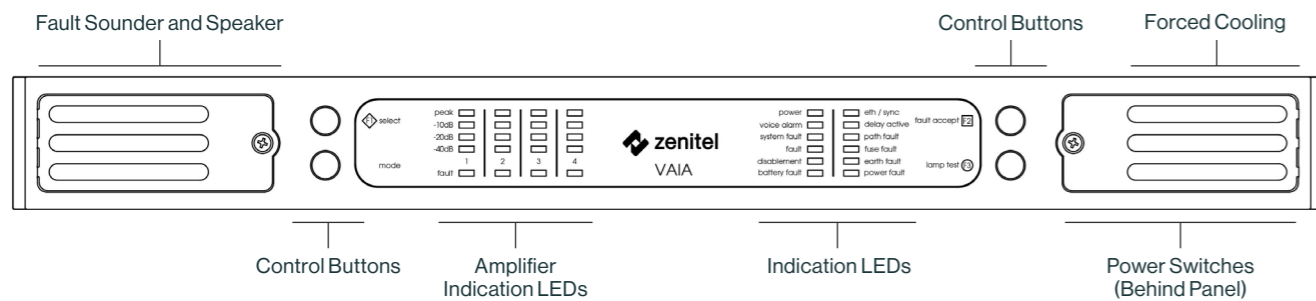 Fault Sounder and Speaker
Control Buttons
Forced Cooling
F1 select
mode
peak
-10dB
-20dB
-40dB
1 2 3 4
fault
zenitel
VAIA
power eth / sync
voice alarm delay active
system fault path fault
fault fuse fault
disablement earth fault
battery fault power fault
fault accept F2
lamp test F3
Control Buttons
Amplifier
Indication LEDs
Indication LEDs
Power Switches
(Behind Panel)